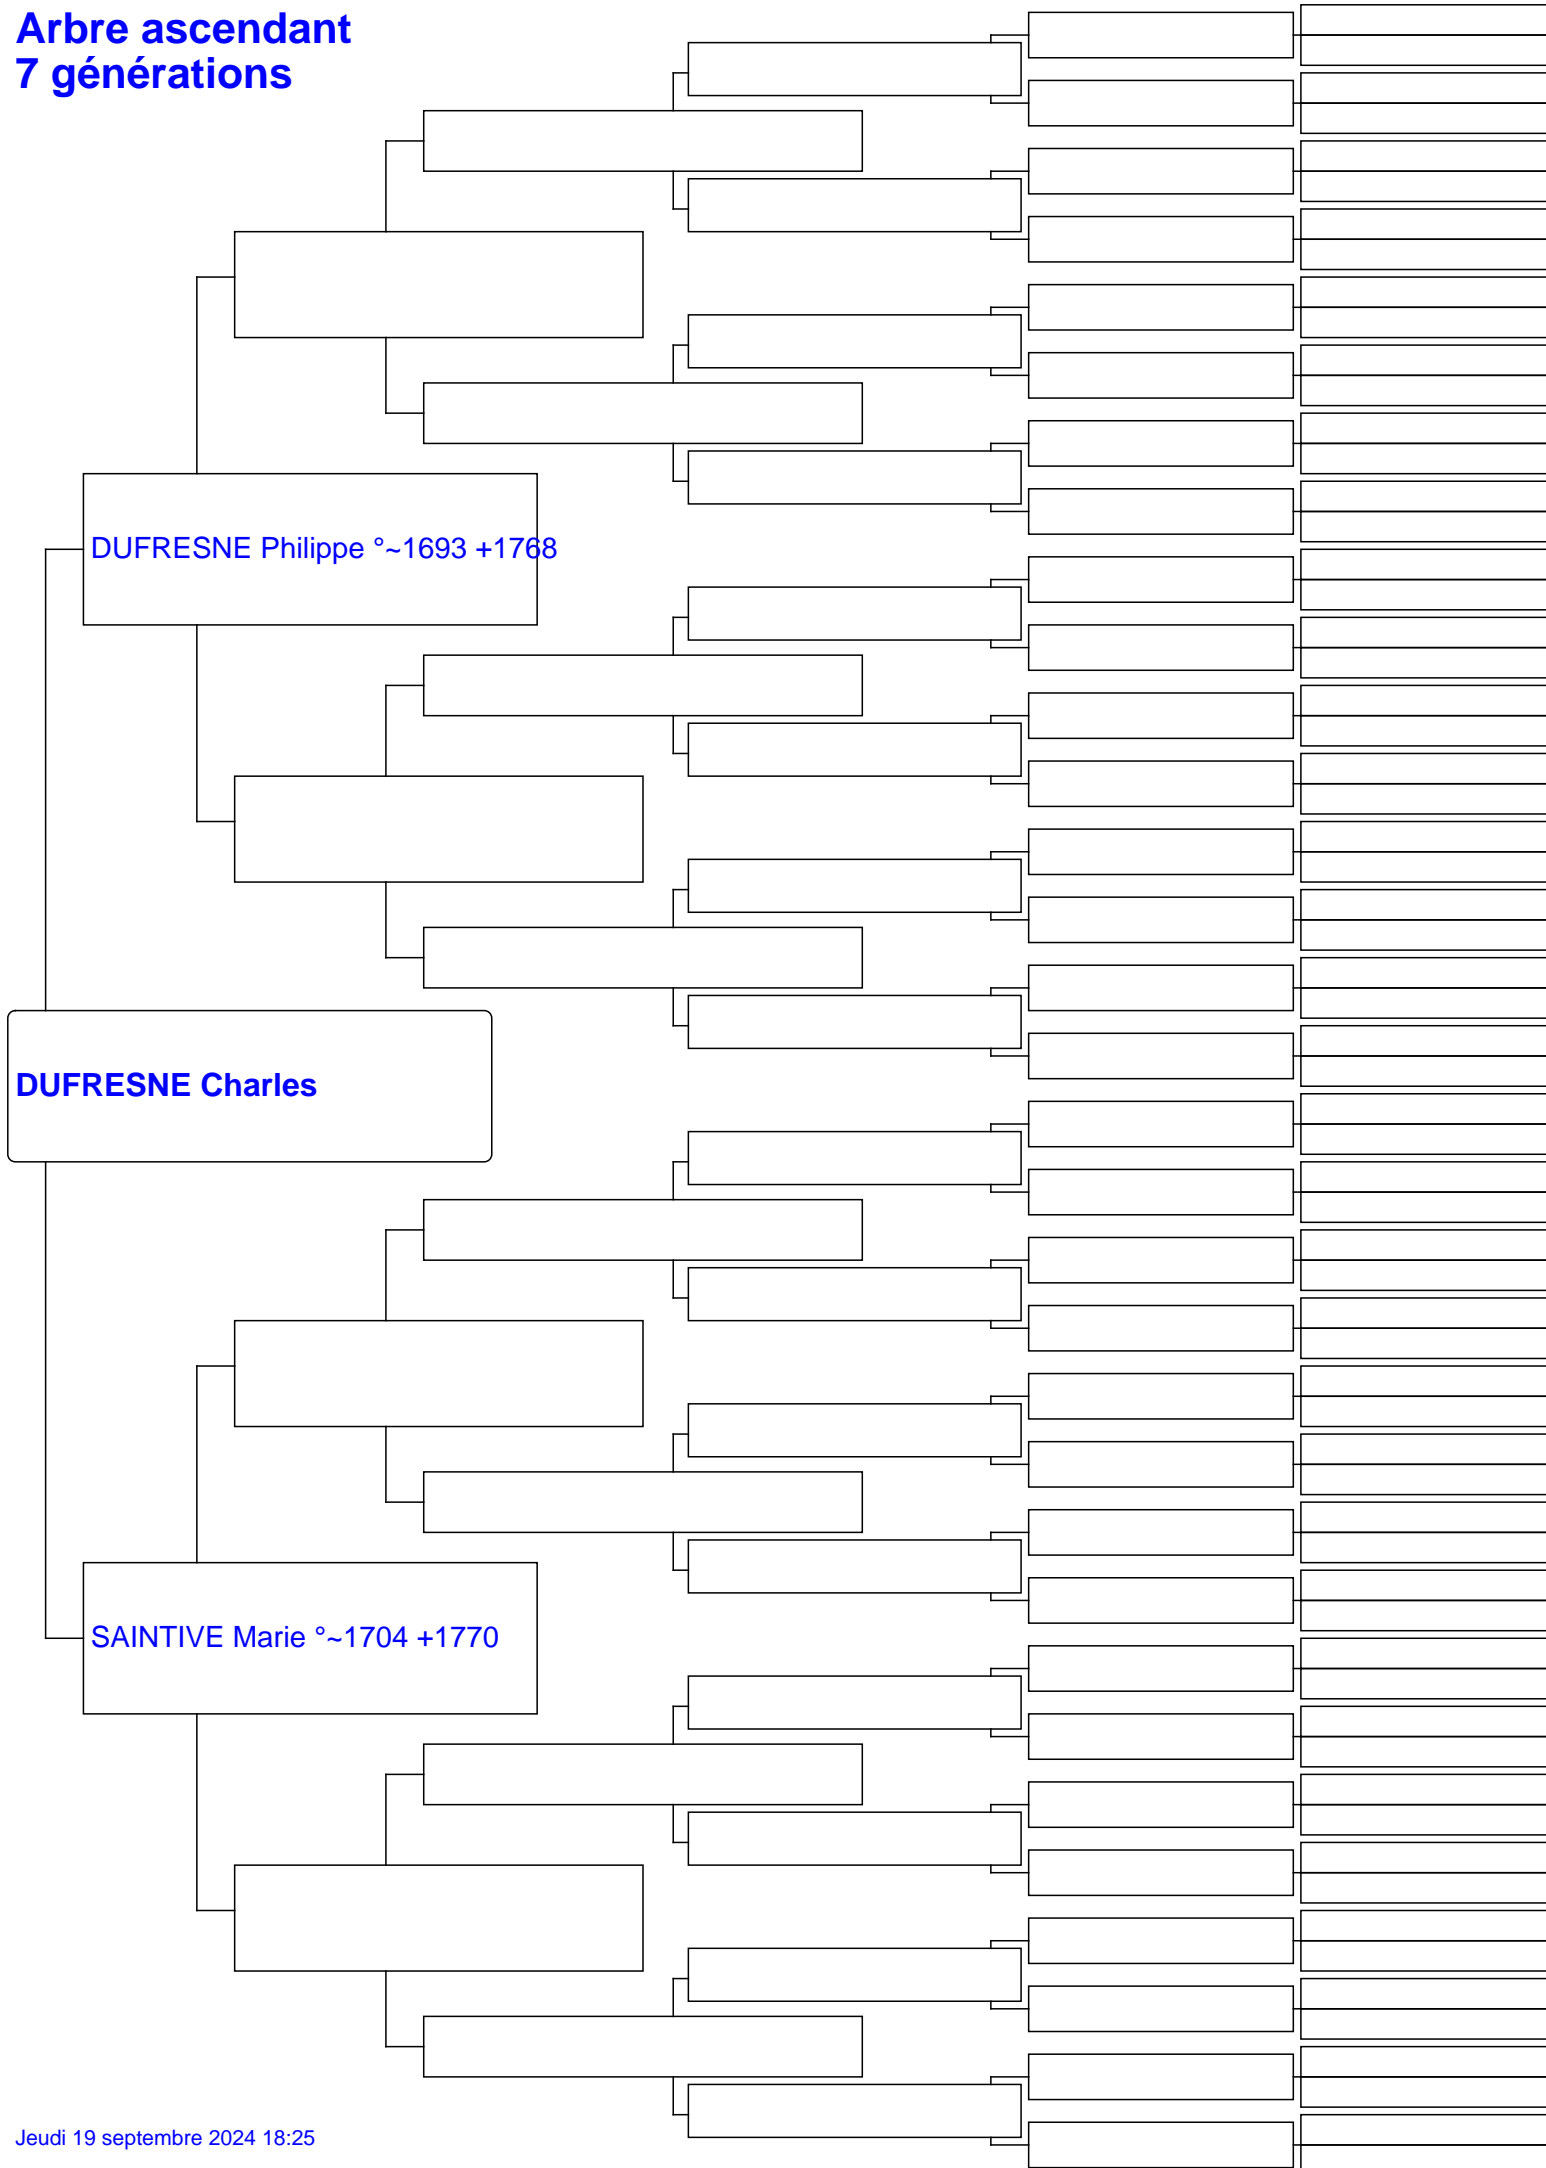 Arbre ascendant
7 générations
DUFRESNE Philippe °~1693 +1768
DUFRESNE Charles
SAINTIVE Marie °~1704 +1770
Jeudi 19 septembre 2024 18:25